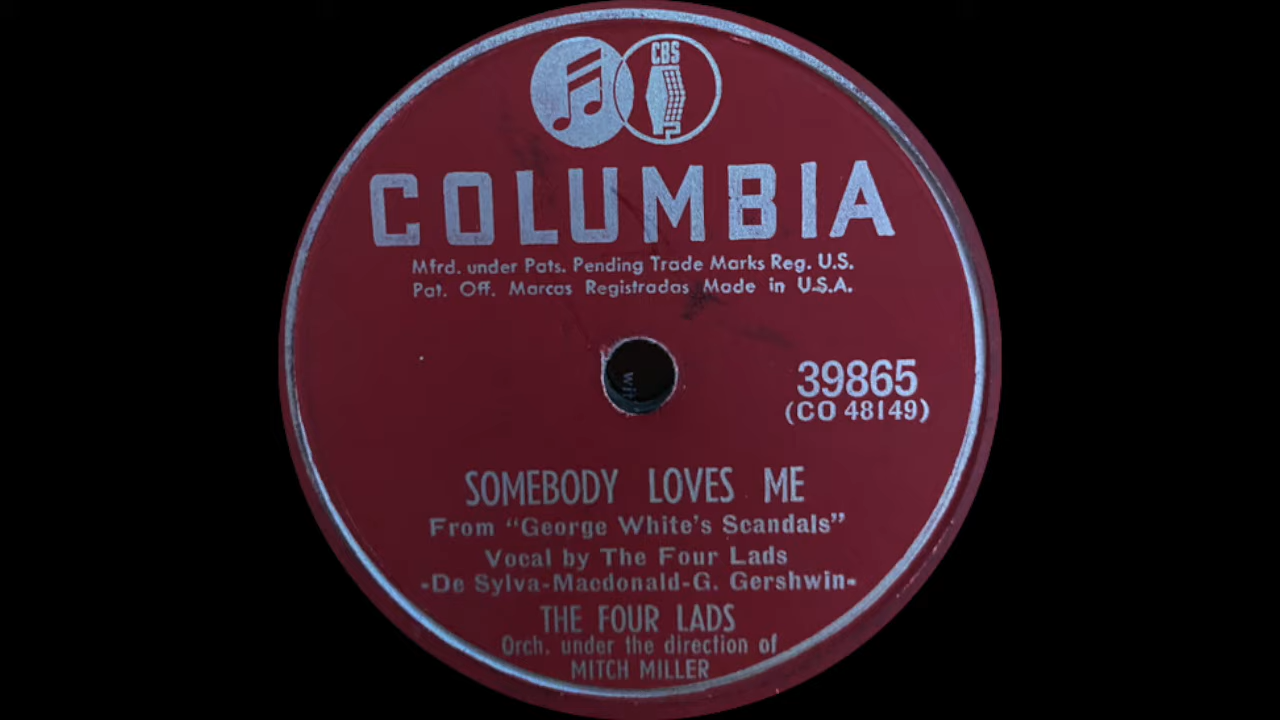 CBS
COLUMBIA
Mfrd. under Pats. Pending Trade Marks Reg. U.S.
Pat. Off. Marcas Registradas Made in U.S.A.
39865
(CO 48149)
SOMEBODY LOVES ME
From "George White's Scandals"
Vocal by The Four Lads
-De Sylva-Macdonald-G. Gershwin-
THE FOUR LADS
Orch. under the direction of
MITCH MILLER